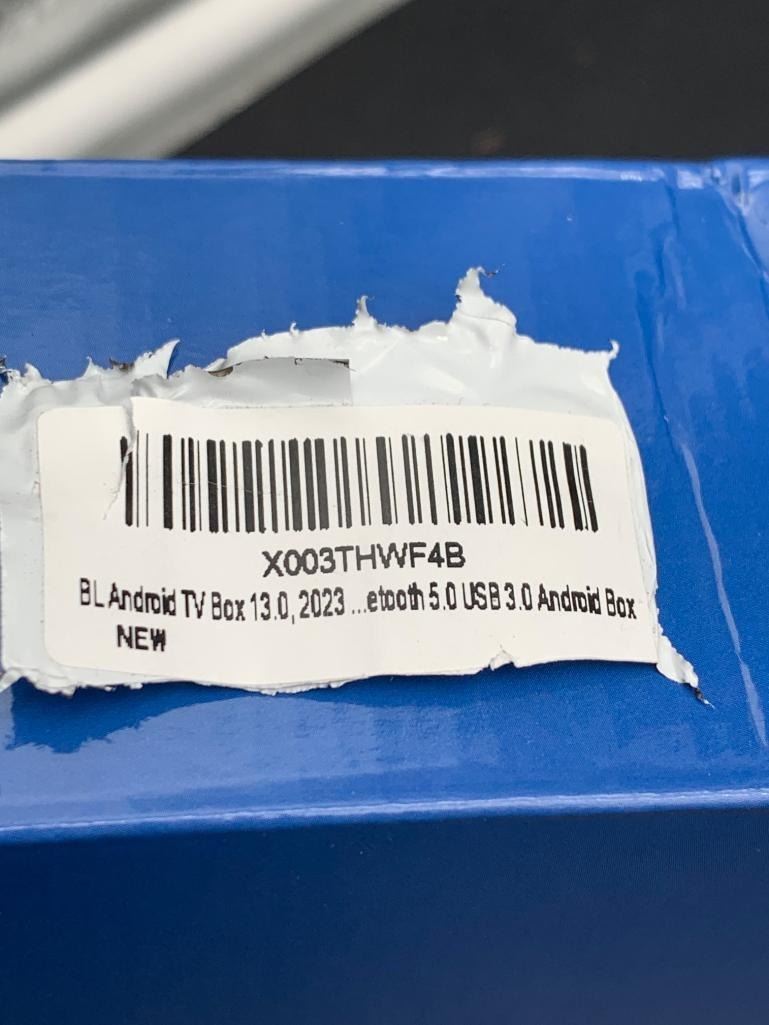 X003THWF4B
BL Android TV Box 13.0, 2023 ...etooth 5.0 USB 3.0 Android Box
NEW